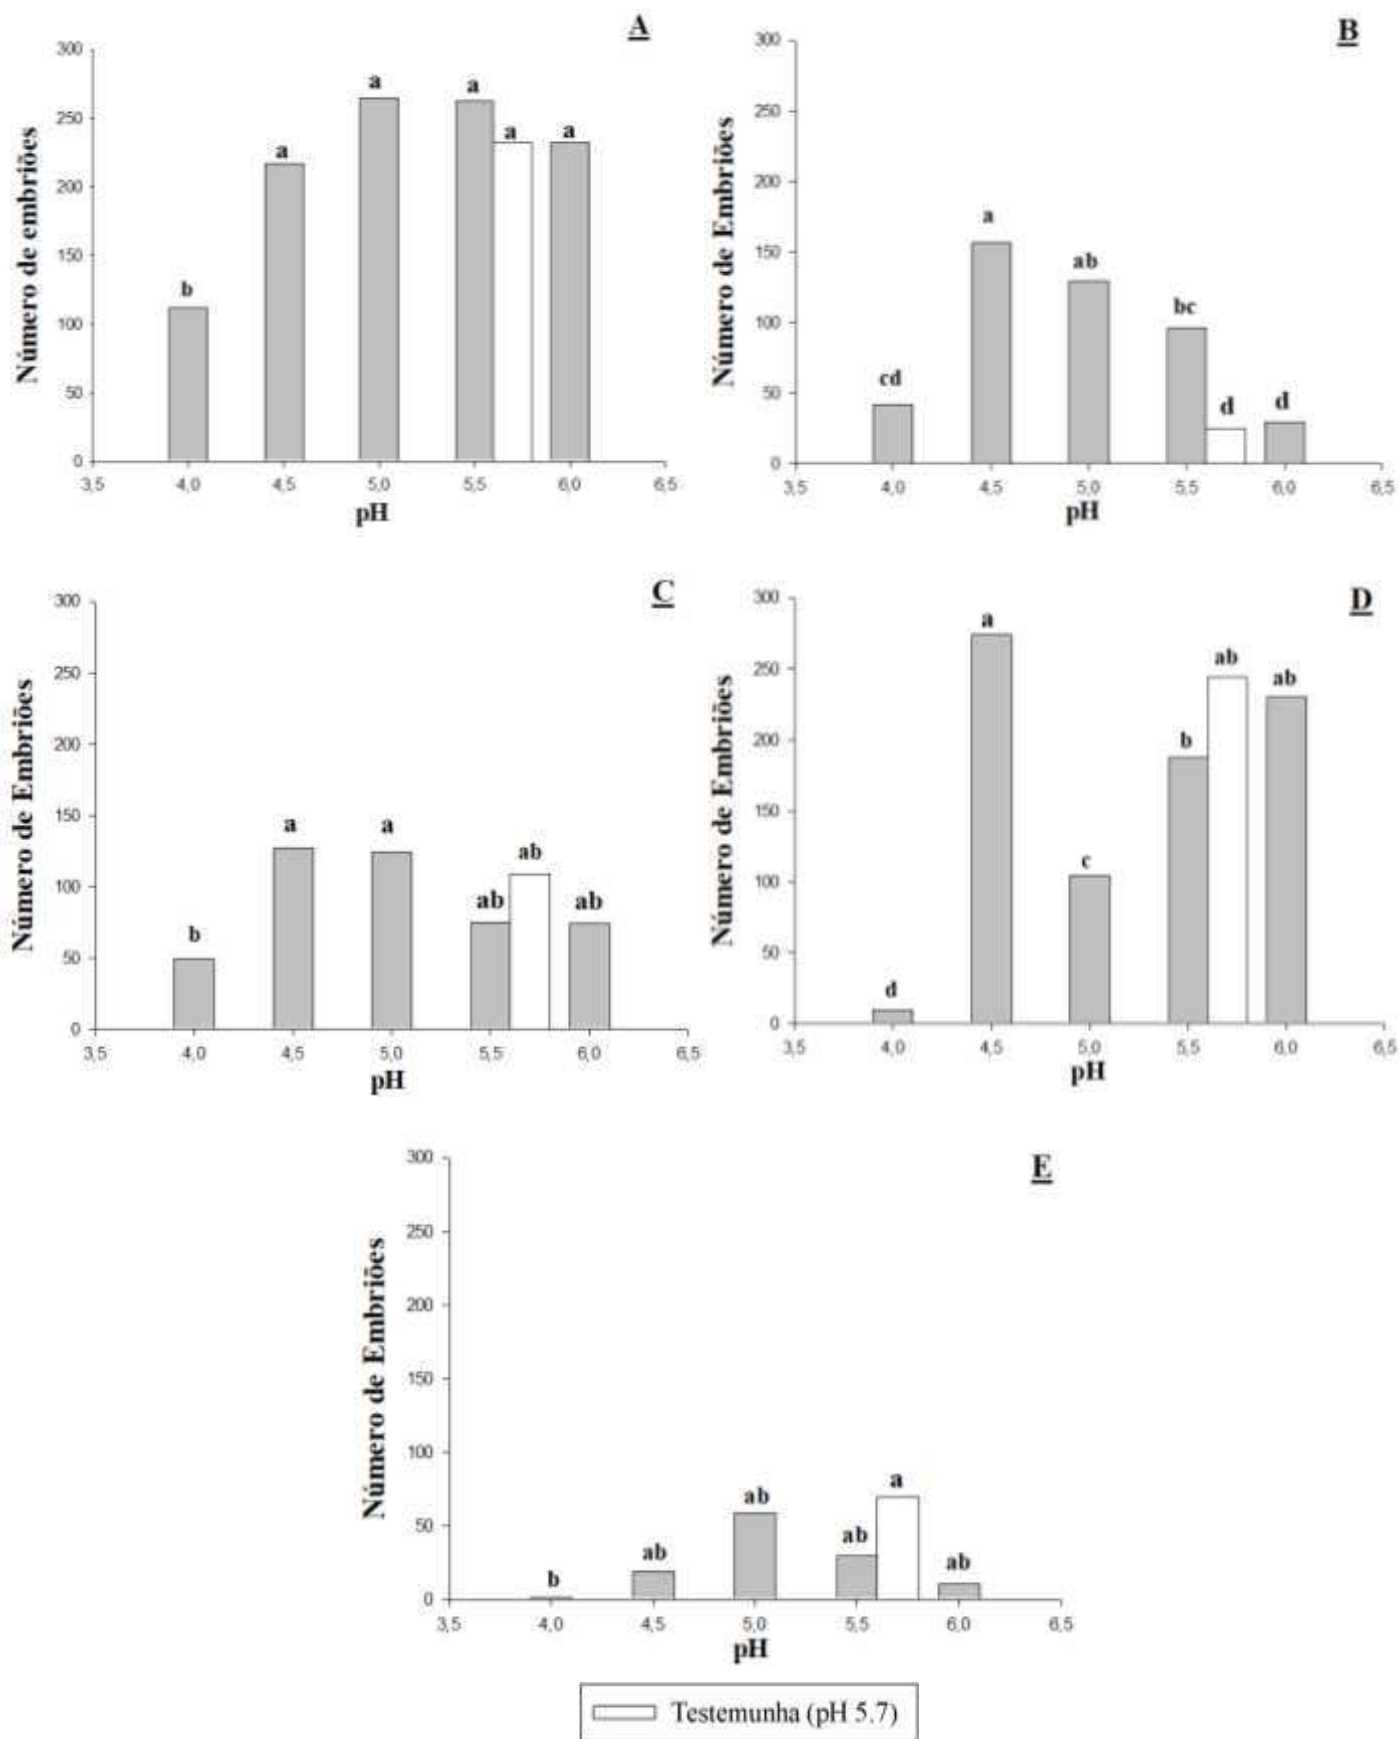 A
300
250
200
150
100
50
0
Número de embriões
b
a
a
a
a
a
3,5 4,0 4,5 5,0 5,5 6,0 6,5
pH
B
300
250
200
150
100
50
0
Número de Embriões
cd
a
ab
bc
d
d
3,5 4,0 4,5 5,0 5,5 6,0 6,5
pH
C
300
250
200
150
100
50
0
Número de Embriões
b
a
a
ab
ab
ab
3,5 4,0 4,5 5,0 5,5 6,0 6,5
pH
D
300
250
200
150
100
50
0
Número de Embriões
d
a
c
b
ab
ab
3,5 4,0 4,5 5,0 5,5 6,0 6,5
pH
E
300
250
200
150
100
50
0
Número de Embriões
b
ab
ab
ab
a
ab
3,5 4,0 4,5 5,0 5,5 6,0 6,5
pH
Testemunha (pH 5.7)